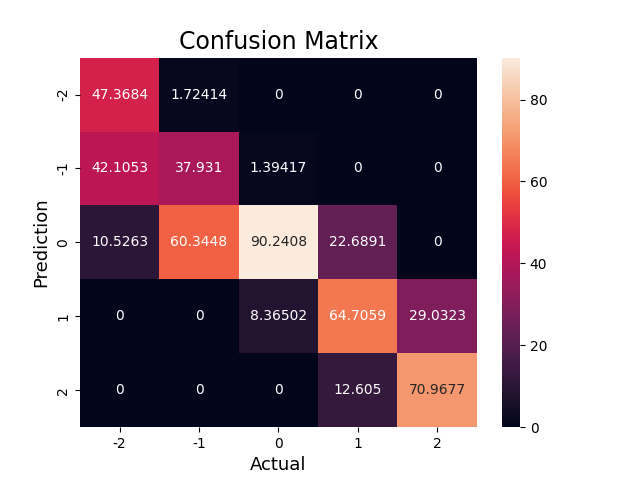 Confusion Matrix
-2 47.3684 1.72414 0 0 0
-1 42.1053 37.931 1.39417 0 0
0 10.5263 60.3448 90.2408 22.6891 0
1 0 0 8.36502 64.7059 29.0323
2 0 0 0 12.605 70.9677
-2 -1 0 1 2
Actual
Prediction
80
60
40
20
0